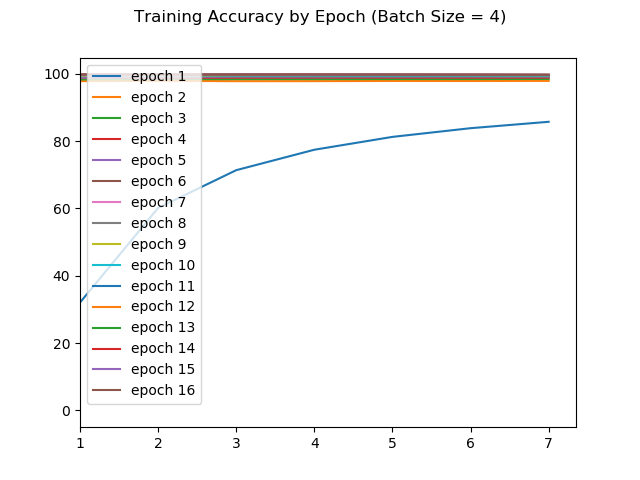 Training Accuracy by Epoch (Batch Size = 4)
100
80
60
40
20
0
epoch 1
epoch 2
epoch 3
epoch 4
epoch 5
epoch 6
epoch 7
epoch 8
epoch 9
epoch 10
epoch 11
epoch 12
epoch 13
epoch 14
epoch 15
epoch 16
1 2 3 4 5 6 7